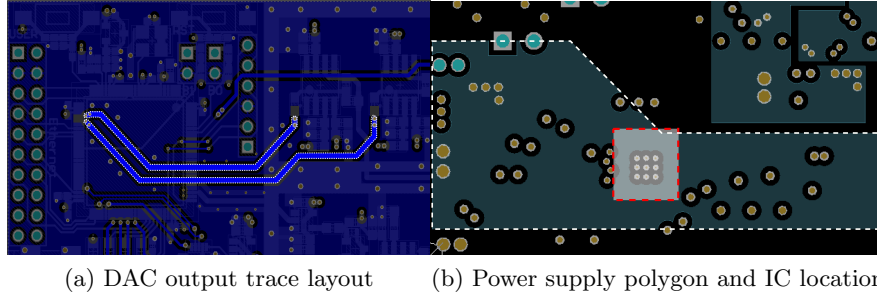 (a) DAC output trace layout
(b) Power supply polygon and IC location